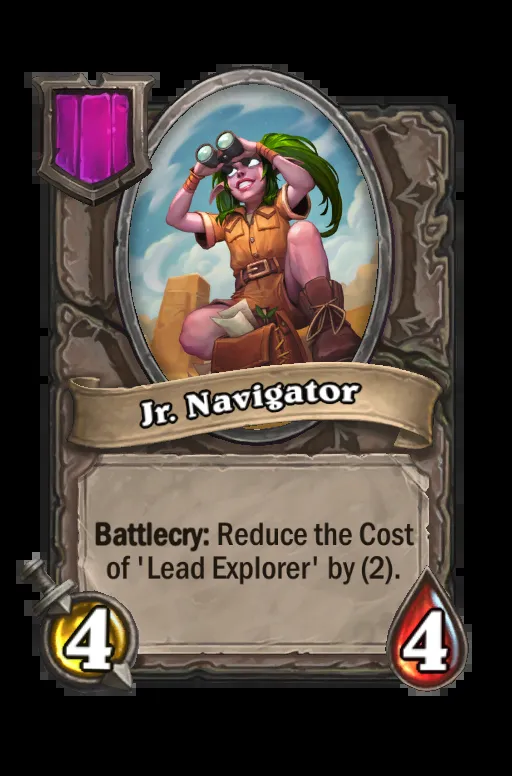 Jr. Navigator
Battlecry: Reduce the Cost
of 'Lead Explorer' by (2).
4
4